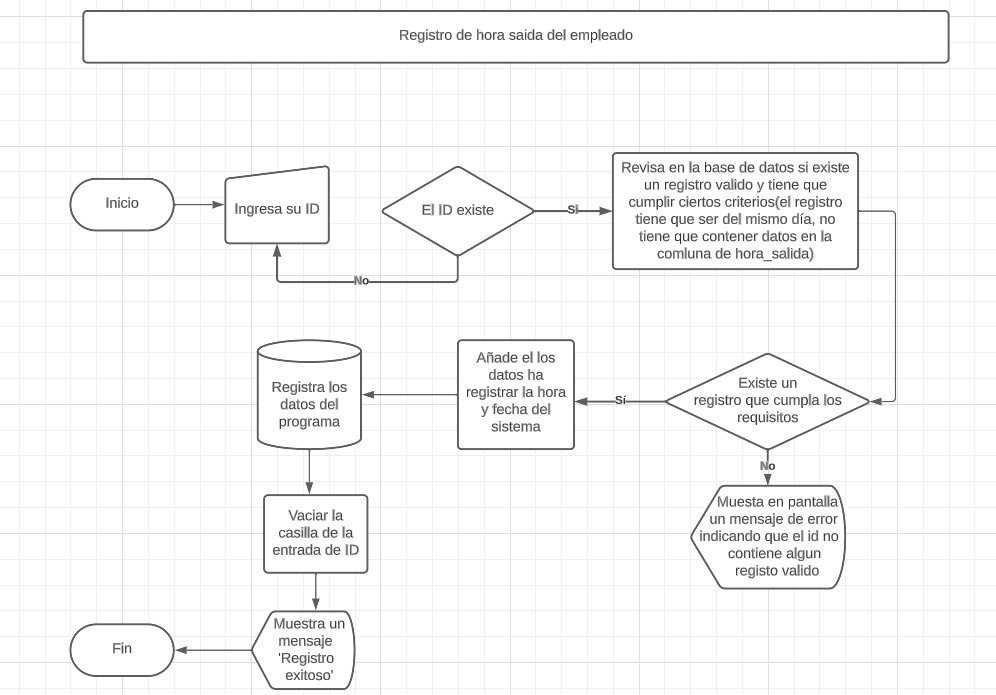 Registro de hora saida del empleado
Inicio
Ingresa su ID
El ID existe
Si
No
Revisa en la base de datos si existe
un registro valido y tiene que
cumplir ciertos criterios(el registro
tiene que ser del mismo día, no
tiene que contener datos en la
comluna de hora_salida)
Existe un
registro que cumpla los
requisitos
Sí
No
Añade el los
datos ha
registrar la hora
y fecha del
sistema
Registra los
datos del
programa
Muesta en pantalla
un mensaje de error
indicando que el id no
contiene algun
registo valido
Vaciar la
casilla de la
entrada de ID
Muestra un
mensaje
'Registro
exitoso'
Fin